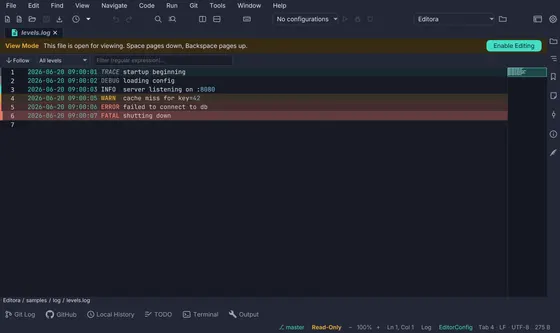 File Edit Find View Navigate Code Run Git Tools Window Help
No configurations
Editora
levels.log
View Mode This file is open for viewing. Space pages down, Backspace pages up.
Enable Editing
Follow All levels Filter (regular expression)...
1 2026-06-20 09:00:01 TRACE startup beginning
2 2026-06-20 09:00:02 DEBUG loading config
3 2026-06-20 09:00:03 INFO server listening on :8080
4 2026-06-20 09:00:05 WARN cache miss for key=42
5 2026-06-20 09:00:06 ERROR failed to connect to db
6 2026-06-20 09:00:07 FATAL shutting down
7
Editora / samples / log / levels.log
Git Log GitHub Local History TODO Terminal Output
master Read-Only − 100% + Ln 1, Col 1 Log EditorConfig Tab 4 LF UTF-8 275 B